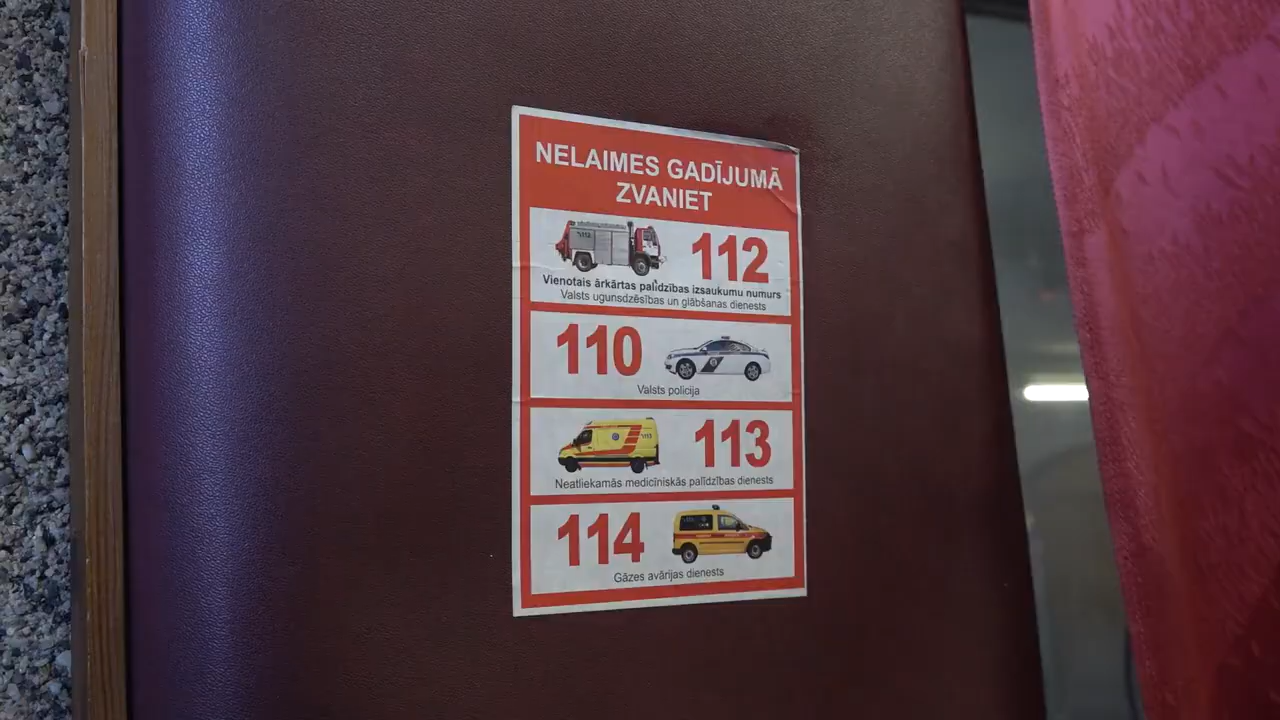 NELAIMES GADĪJUMĀ
ZVANIET
112
Vienotais ārkārtas palīdzības izsaukumu numurs
Valsts ugunsdzēsības un glābšanas dienests
110
Valsts policija
113
Neatliekamās medicīniskās palīdzības dienests
114
Gāzes avārijas dienests